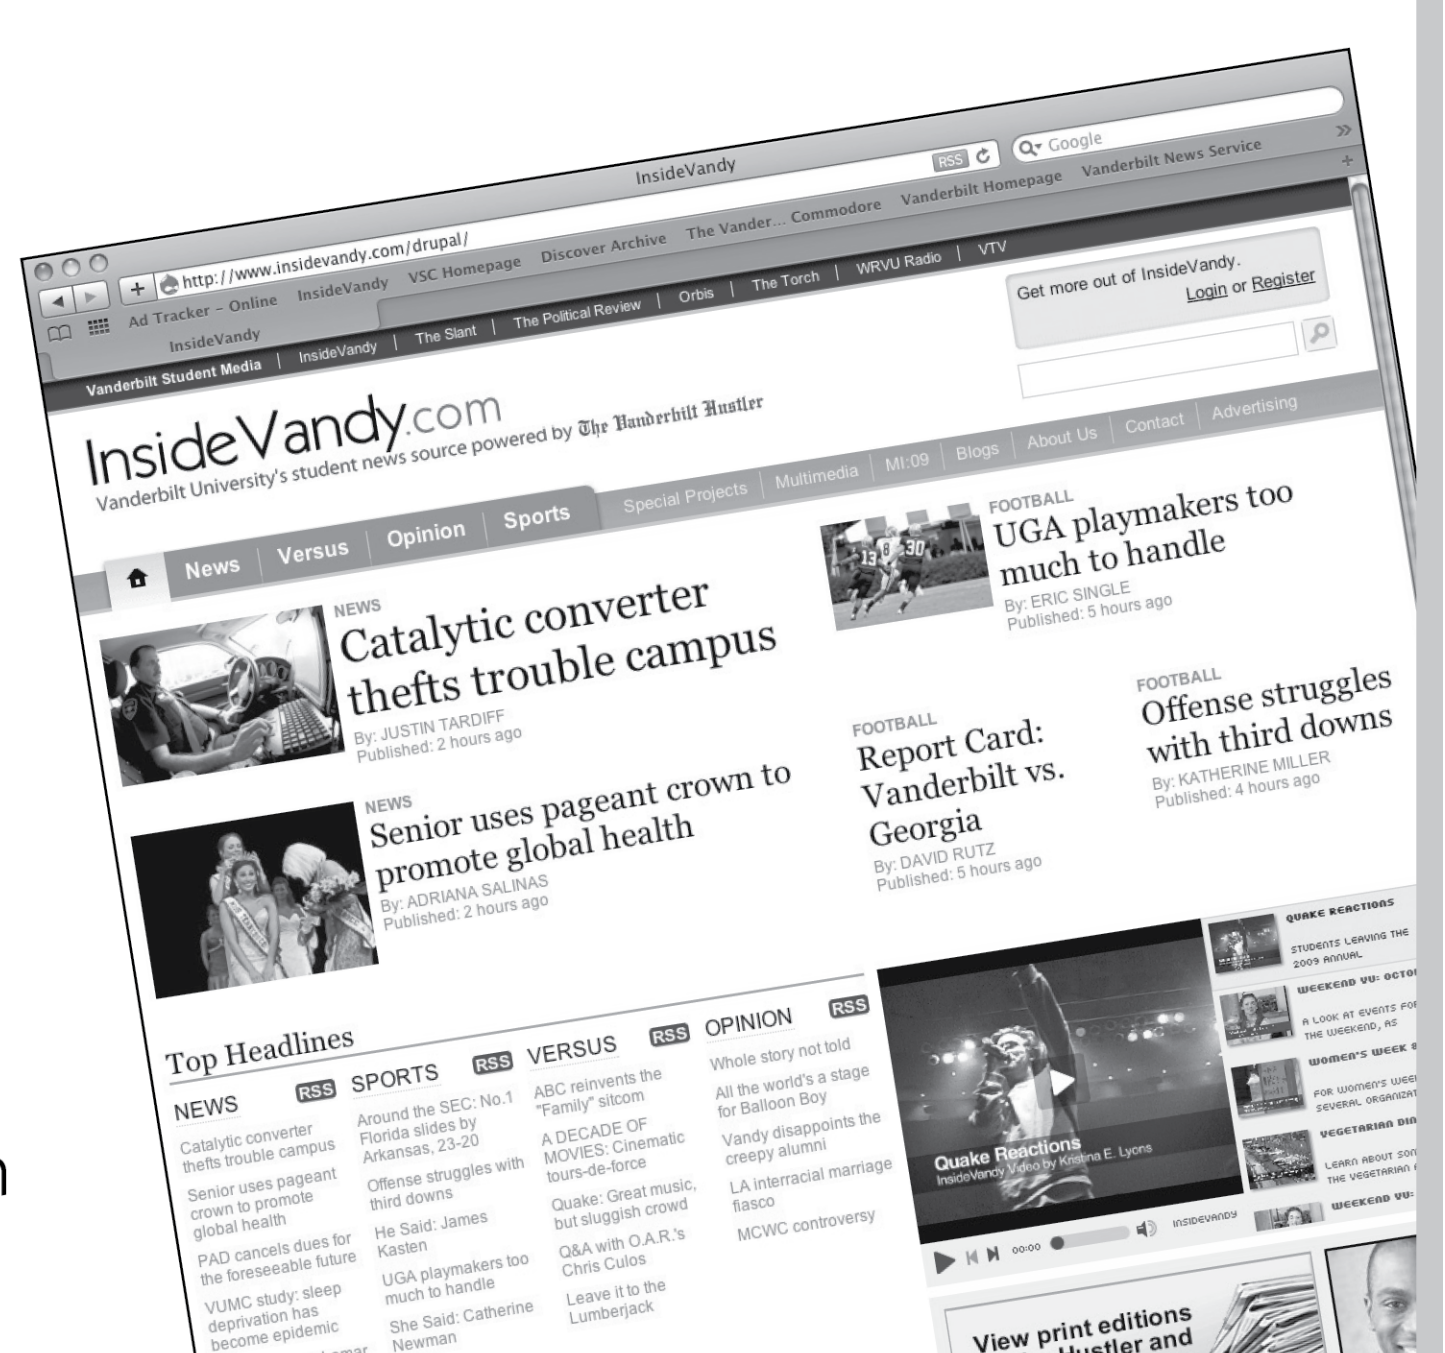 InsideVandy
http://www.insidevandy.com/drupal/
RSS
Google
Ad Tracker – Online InsideVandy VSC Homepage Discover Archive The Vander... Commodore Vanderbilt Homepage Vanderbilt News Service
InsideVandy
Vanderbilt Student Media | InsideVandy | The Slant | The Political Review | Orbis | The Torch | WRVU Radio | VTV
Get more out of InsideVandy.
Login or Register
InsideVandy.com
Vanderbilt University's student news source powered by The Vanderbilt Hustler
News | Versus | Opinion | Sports
Special Projects | Multimedia | MI:09 | Blogs | About Us | Contact | Advertising
NEWS
Catalytic converter
thefts trouble campus
By: JUSTIN TARDIFF
Published: 2 hours ago
NEWS
Senior uses pageant crown to
promote global health
By: ADRIANA SALINAS
Published: 2 hours ago
13 8 30
FOOTBALL
UGA playmakers too
much to handle
By: ERIC SINGLE
Published: 5 hours ago
FOOTBALL
Report Card:
Vanderbilt vs.
Georgia
By: DAVID RUTZ
Published: 5 hours ago
FOOTBALL
Offense struggles
with third downs
By: KATHERINE MILLER
Published: 4 hours ago
Top Headlines
NEWS RSS
Catalytic converter
thefts trouble campus
Senior uses pageant
crown to promote
global health
PAD cancels dues for
the foreseeable future
VUMC study: sleep
deprivation has
become epidemic
SPORTS RSS
Around the SEC: No.1
Florida slides by
Arkansas, 23-20
Offense struggles with
third downs
He Said: James
Kasten
UGA playmakers too
much to handle
She Said: Catherine
Newman
VERSUS RSS
ABC reinvents the
"Family" sitcom
A DECADE OF
MOVIES: Cinematic
tours-de-force
Quake: Great music,
but sluggish crowd
Q&A with O.A.R.'s
Chris Culos
Leave it to the
Lumberjack
OPINION RSS
Whole story not told
All the world's a stage
for Balloon Boy
Vandy disappoints the
creepy alumni
LA interracial marriage
fiasco
MCWC controversy
Quake Reactions
InsideVandy Video by Kristina E. Lyons
00:00
INSIDEVANDY
QUAKE REACTIONS
STUDENTS LEAVING THE
2009 ANNUAL
WEEKEND VU: OCTO
A LOOK AT EVENTS FO
THE WEEKEND, AS
WOMEN'S WEEK
FOR WOMEN'S WEE
SEVERAL ORGANIZAT
VEGETARIAN DIN
LEARN ABOUT SOM
THE VEGETARIAN
WEEKEND VU:
View print editions
Hustler and